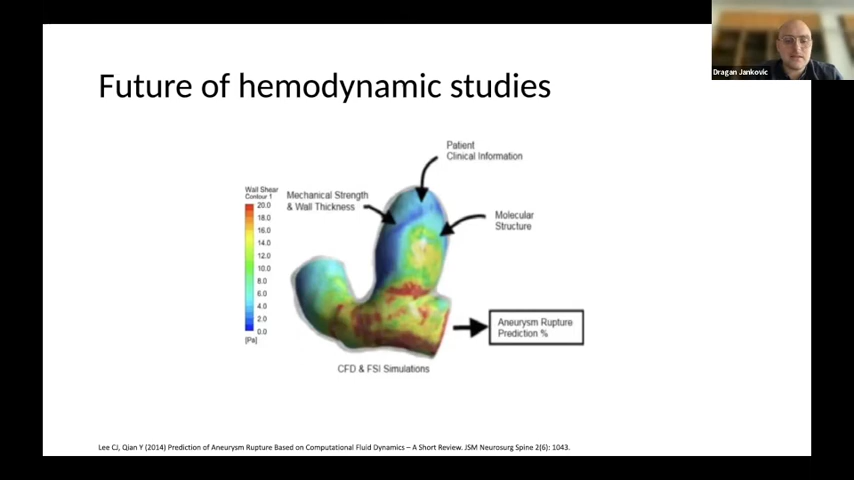 Dragan Jankovic
Future of hemodynamic studies
Patient
Clinical Information
Wall Shear
Contour 1
20.0
18.0
16.0
14.0
12.0
10.0
8.0
6.0
4.0
2.0
0.0
[Pa]
Mechanical Strength
& Wall Thickness
Molecular
Structure
Aneurysm Rupture
Prediction %
CFD & FSI Simulations
Lee CJ, Qian Y (2014) Prediction of Aneurysm Rupture Based on Computational Fluid Dynamics – A Short Review. JSM Neurosurg Spine 2(6): 1043.